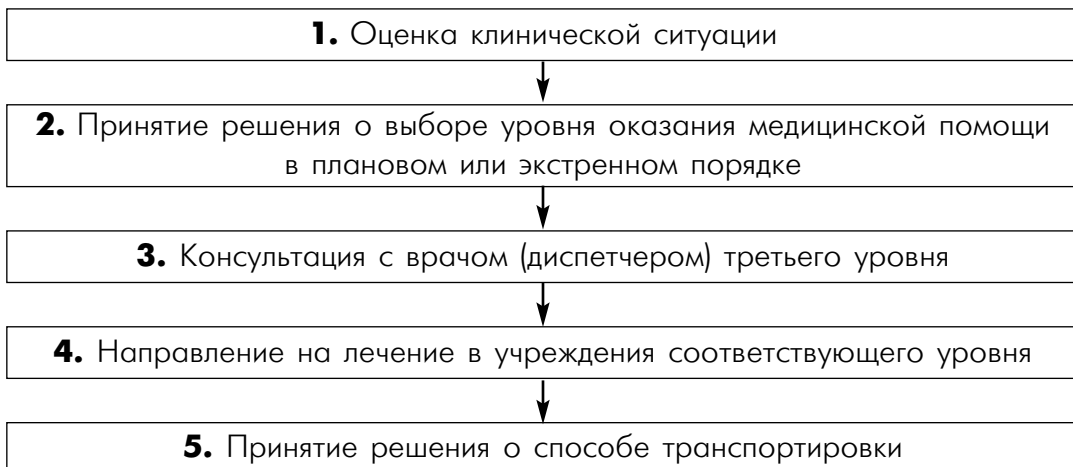 1. Оценка клинической ситуации
2. Принятие решения о выборе уровня оказания медицинской помощи
в плановом или экстренном порядке
3. Консультация с врачом (диспетчером) третьего уровня
4. Направление на лечение в учреждения соответствующего уровня
5. Принятие решения о способе транспортировки